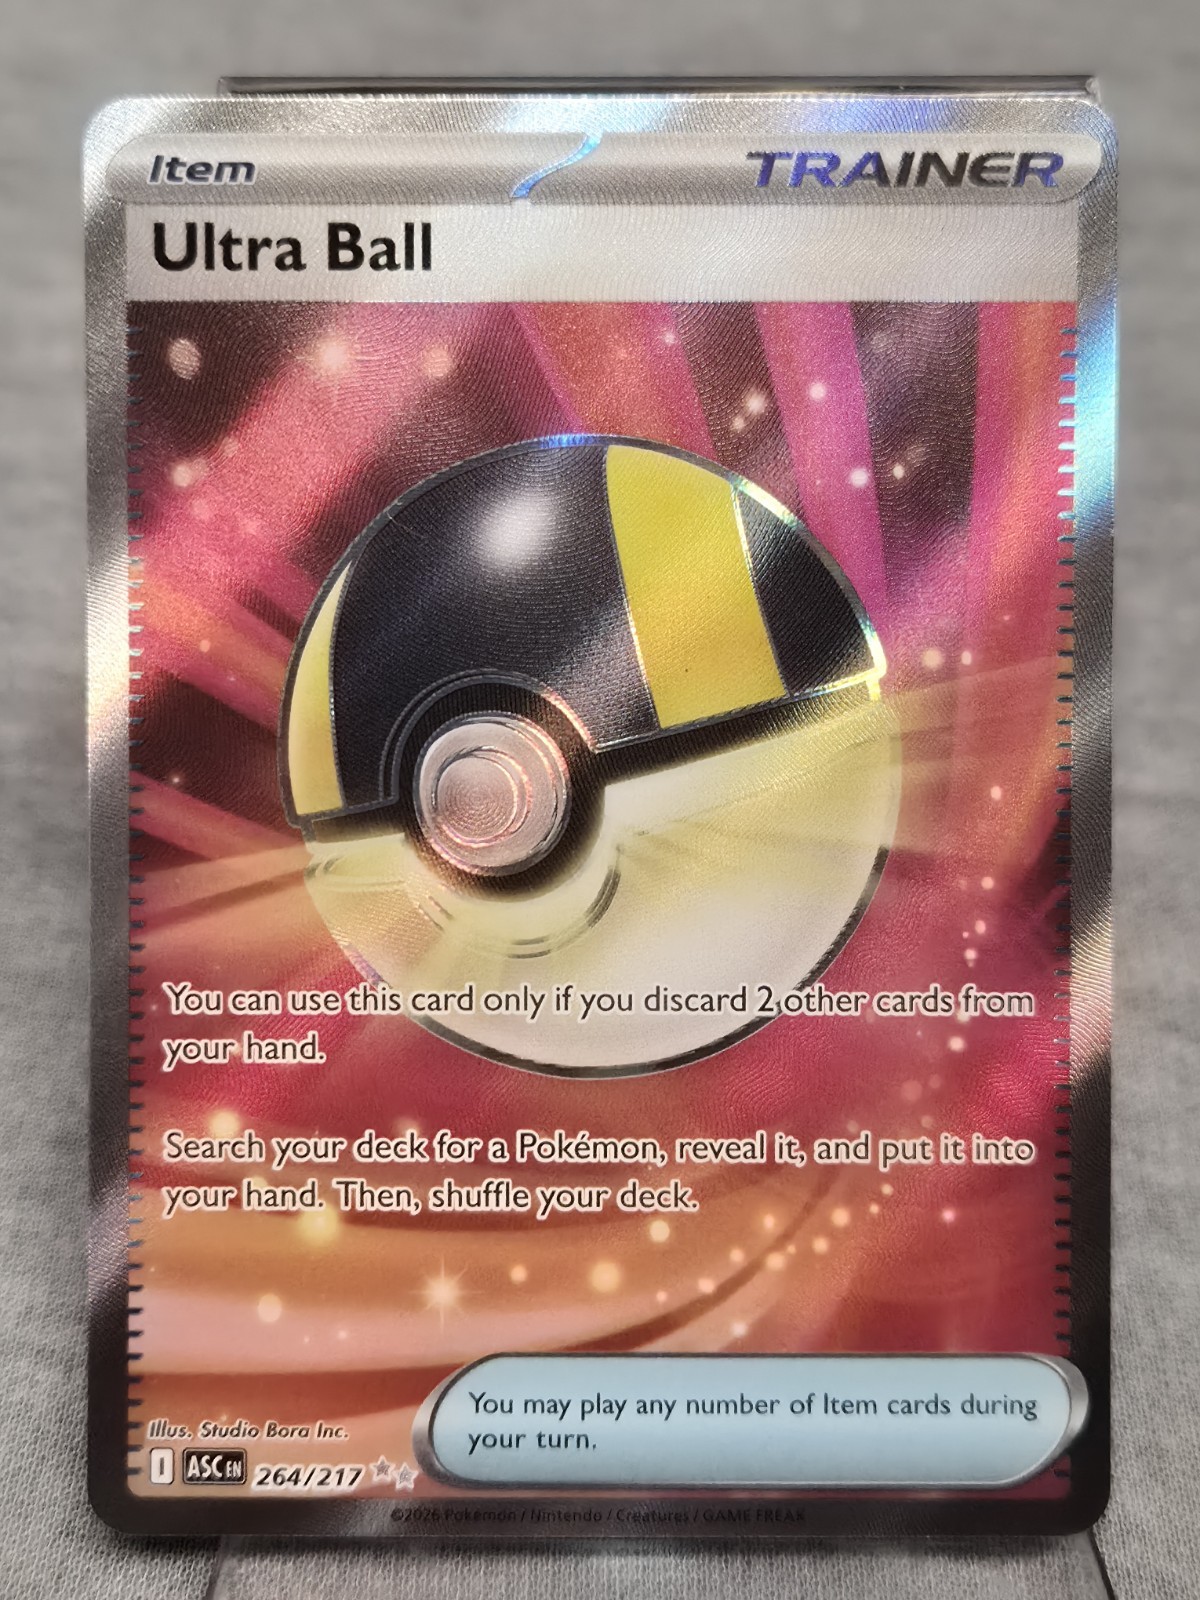 Item TRAINER
Ultra Ball
You can use this card only if you discard 2 other cards from
your hand.
Search your deck for a Pokémon, reveal it, and put it into
your hand. Then, shuffle your deck.
You may play any number of Item cards during
your turn.
Illus. Studio Bora Inc.
I ASC EN 264/217
©2026 Pokémon / Nintendo / Creatures / GAME FREAK